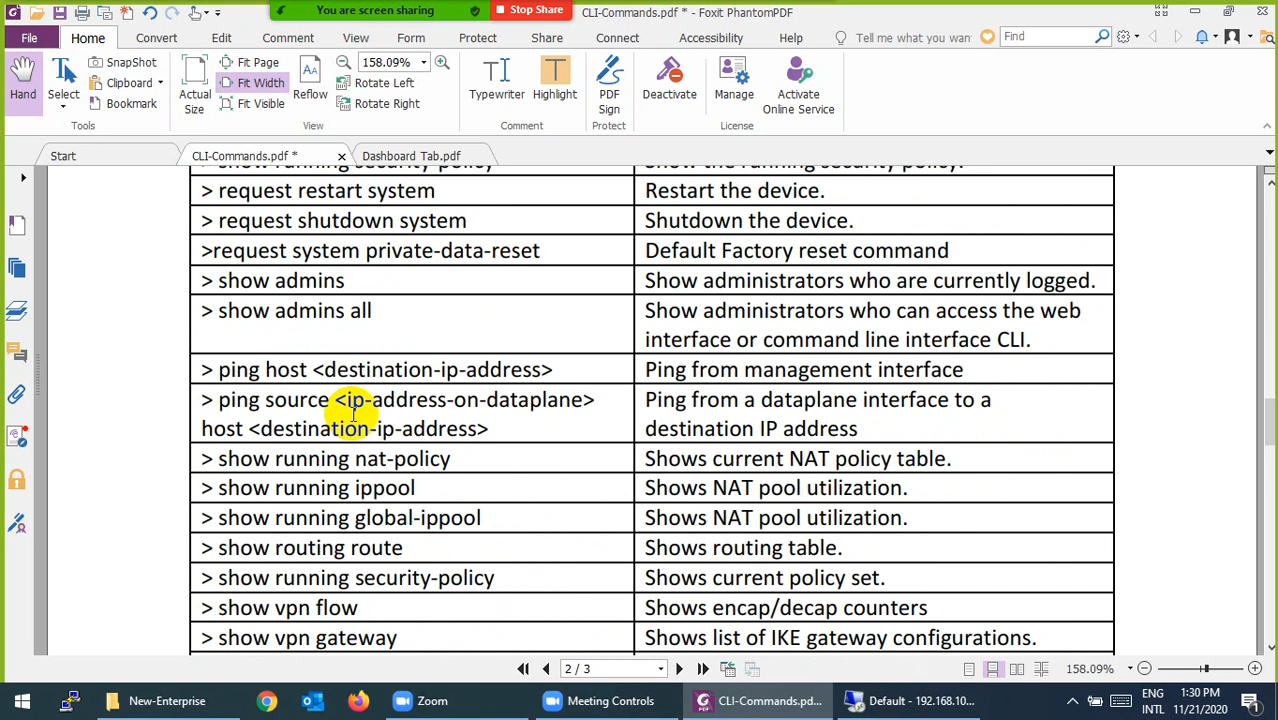 You are screen sharing
Stop Share
CLI-Commands.pdf * - Foxit PhantomPDF
File
Home
Convert
Edit
Comment
View
Form
Protect
Share
Connect
Accessibility
Help
Tell me what you wan
Find
Hand
Select
SnapShot
Clipboard
Bookmark
Tools
Actual
Size
Fit Page
Fit Width
Fit Visible
Reflow
158.09%
Rotate Left
Rotate Right
View
Typewriter
Highlight
Comment
PDF
Sign
Protect
Deactivate
Manage
License
Activate
Online Service
Start
CLI-Commands.pdf *
Dashboard Tab.pdf
> show running security-policy
Show the running security policy.
> request restart system
Restart the device.
> request shutdown system
Shutdown the device.
>request system private-data-reset
Default Factory reset command
> show admins
Show administrators who are currently logged.
> show admins all
Show administrators who can access the web
interface or command line interface CLI.
> ping host <destination-ip-address>
Ping from management interface
> ping source <ip-address-on-dataplane>
host <destination-ip-address>
Ping from a dataplane interface to a
destination IP address
> show running nat-policy
Shows current NAT policy table.
> show running ippool
Shows NAT pool utilization.
> show running global-ippool
Shows NAT pool utilization.
> show routing route
Shows routing table.
> show running security-policy
Shows current policy set.
> show vpn flow
Shows encap/decap counters
> show vpn gateway
Shows list of IKE gateway configurations.
2 / 3
158.09%
New-Enterprise
Zoom
Meeting Controls
CLI-Commands.pd...
Default - 192.168.10...
ENG
INTL
1:30 PM
11/21/2020
1